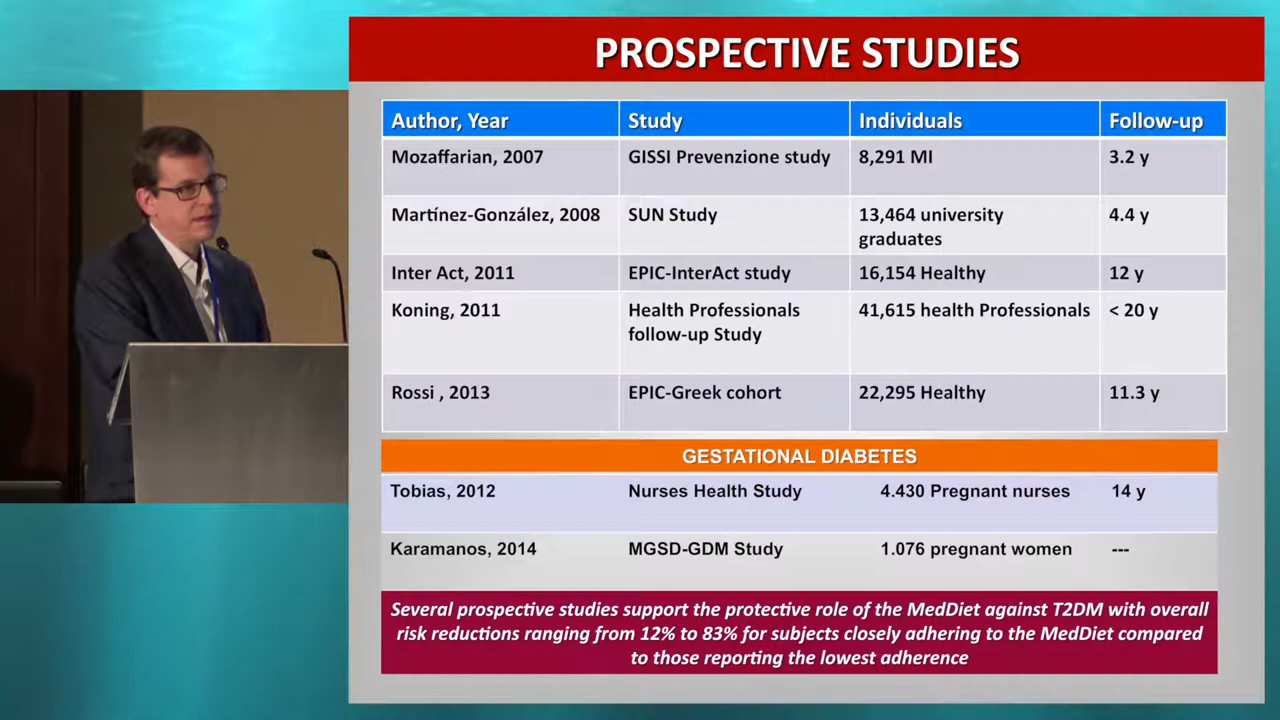 PROSPECTIVE STUDIES
Author, Year Study Individuals Follow-up
Mozaffarian, 2007 GISSI Prevenzione study 8,291 MI 3.2 y
Martínez-González, 2008 SUN Study 13,464 university graduates 4.4 y
Inter Act, 2011 EPIC-InterAct study 16,154 Healthy 12 y
Koning, 2011 Health Professionals follow-up Study 41,615 health Professionals < 20 y
Rossi , 2013 EPIC-Greek cohort 22,295 Healthy 11.3 y
GESTATIONAL DIABETES
Tobias, 2012 Nurses Health Study 4.430 Pregnant nurses 14 y
Karamanos, 2014 MGSD-GDM Study 1.076 pregnant women ---
Several prospective studies support the protective role of the MedDiet against T2DM with overall
risk reductions ranging from 12% to 83% for subjects closely adhering to the MedDiet compared
to those reporting the lowest adherence